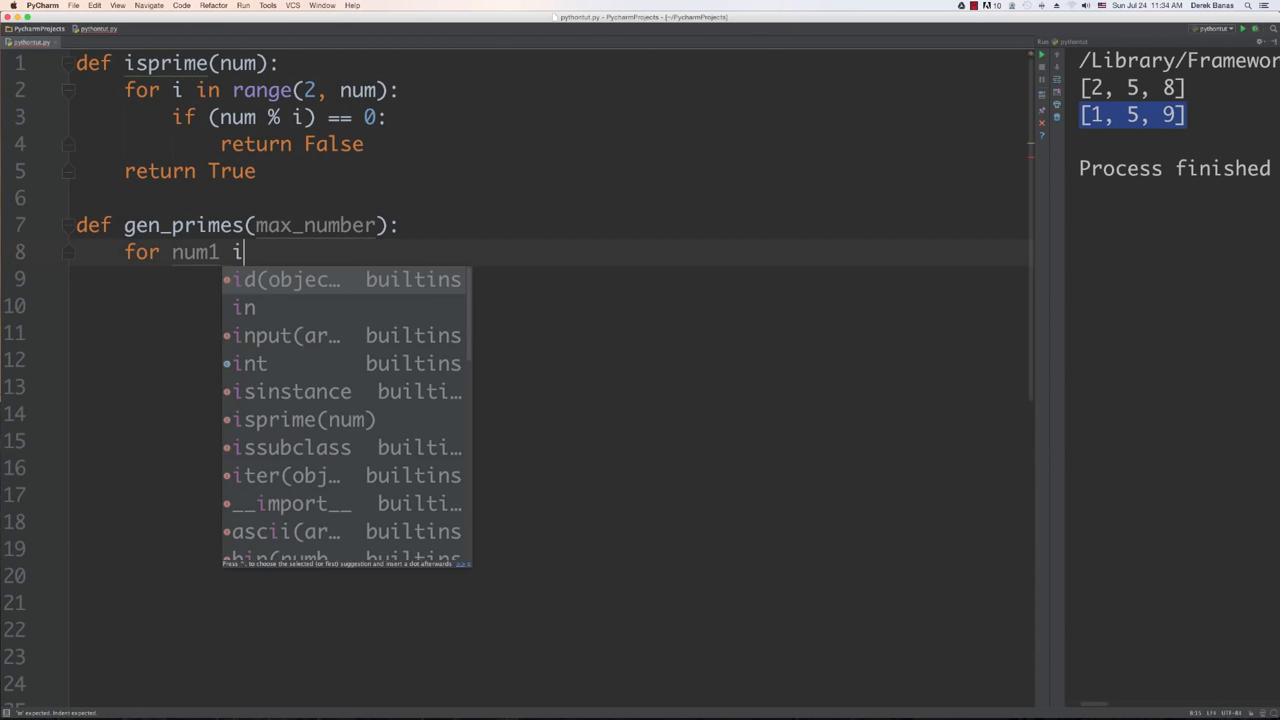 PyCharm File Edit View Navigate Code Refactor Run Tools VCS Window Help 10 Sun Jul 24 11:34 AM Derek Banas
pythontut.py - PycharmProjects - [~/PycharmProjects]
PycharmProjects pythontut.py pythontut
pythontut.py Run pythontut
1 def isprime(num):
2 for i in range(2, num):
3 if (num % i) == 0:
4 return False
5 return True
6
7 def gen_primes(max_number):
8 for num1 i
9
10
11
12
13
14
15
16
17
18
19
20
21
22
23
24
id(objec… builtins
in
input(ar… builtins
int builtins
isinstance builti…
isprime(num)
issubclass builti…
iter(obj… builtins
__import__ builti…
ascii(ar… builtins
bin(numb… builtins
Press ^. to choose the selected (or first) suggestion and insert a dot afterwards >>
/Library/Framewor
[2, 5, 8]
[1, 5, 9]
Process finished
'in' expected. Indent expected. 8:15 LF UTF-8